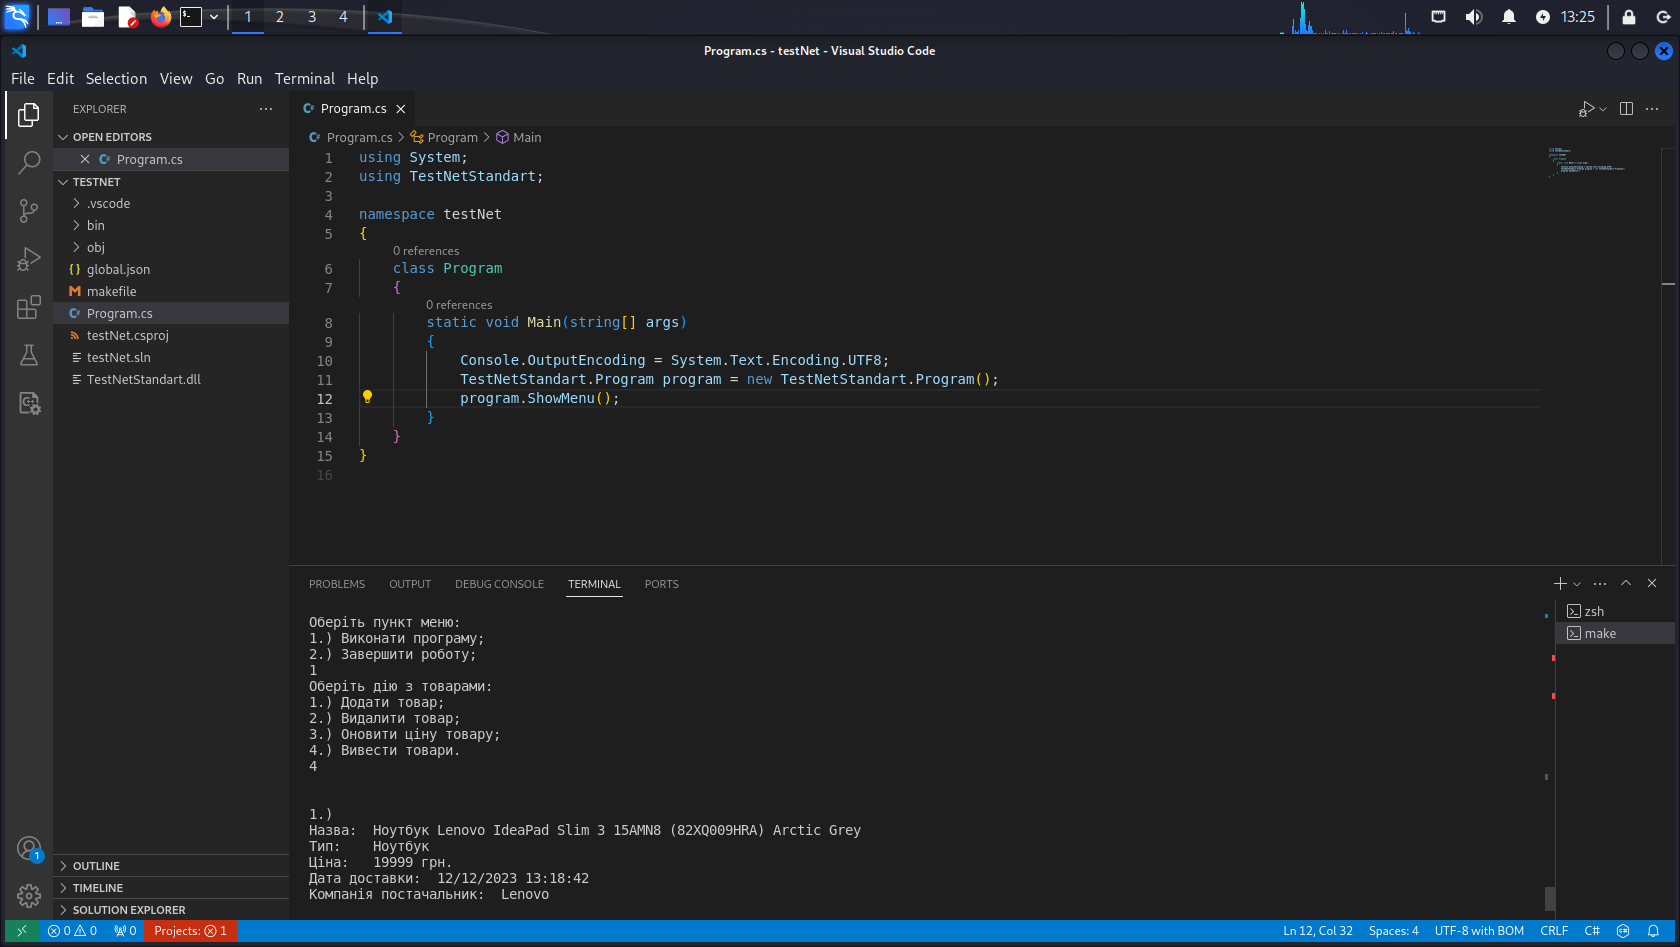 1 2 3 4 13:25
Program.cs - testNet - Visual Studio Code
File Edit Selection View Go Run Terminal Help
EXPLORER
OPEN EDITORS
Program.cs
TESTNET
.vscode
bin
obj
global.json
makefile
Program.cs
testNet.csproj
testNet.sln
TestNetStandart.dll
1
OUTLINE
TIMELINE
SOLUTION EXPLORER
Program.cs
Program.cs > Program > Main
1 using System;
2 using TestNetStandart;
3
4 namespace testNet
5 {
0 references
6 class Program
7 {
0 references
8 static void Main(string[] args)
9 {
10 Console.OutputEncoding = System.Text.Encoding.UTF8;
11 TestNetStandart.Program program = new TestNetStandart.Program();
12 program.ShowMenu();
13 }
14 }
15 }
16
PROBLEMS OUTPUT DEBUG CONSOLE TERMINAL PORTS
Оберіть пункт меню:
1.) Виконати програму;
2.) Завершити роботу;
1
Оберіть дію з товарами:
1.) Додати товар;
2.) Видалити товар;
3.) Оновити ціну товару;
4.) Вивести товари.
4
1.)
Назва: Ноутбук Lenovo IdeaPad Slim 3 15AMN8 (82XQ009HRA) Arctic Grey
Тип: Ноутбук
Ціна: 19999 грн.
Дата доставки: 12/12/2023 13:18:42
Компанія постачальник: Lenovo
zsh
make
0 0 0 Projects: 1 Ln 12, Col 32 Spaces: 4 UTF-8 with BOM CRLF C#